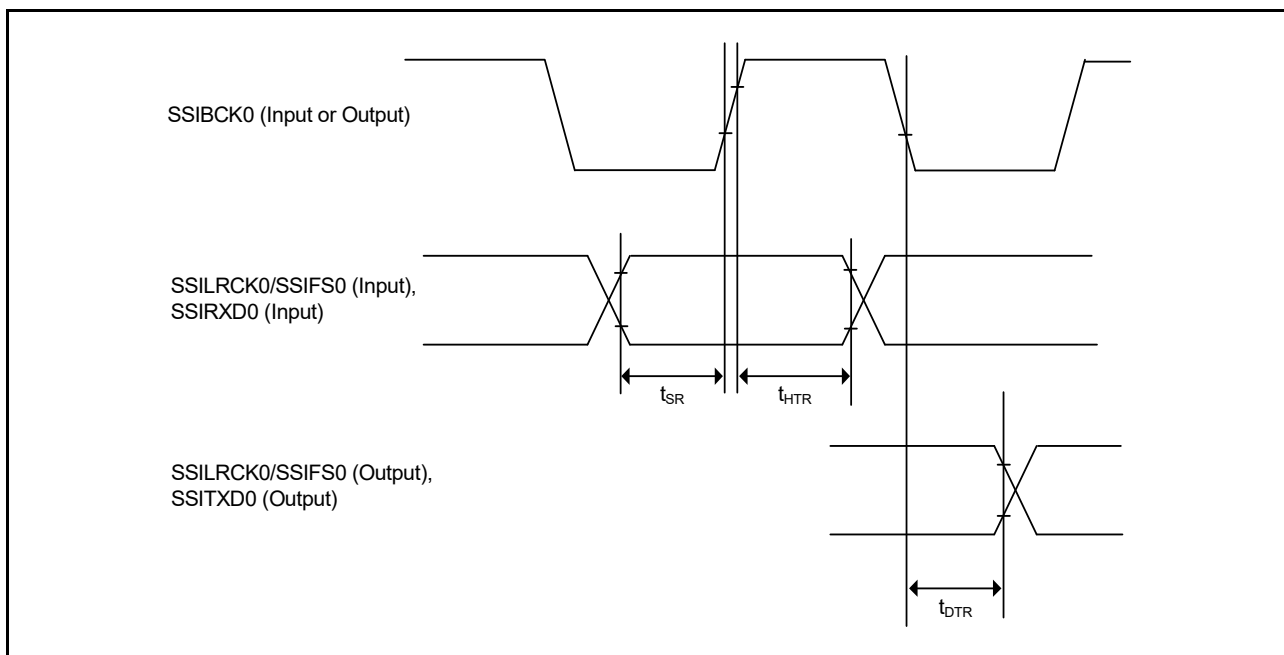 SSIBCK0 (Input or Output)
SSILRCK0/SSIFS0 (Input),
SSIRXD0 (Input)
tSR
tHTR
SSILRCK0/SSIFS0 (Output),
SSITXD0 (Output)
tDTR